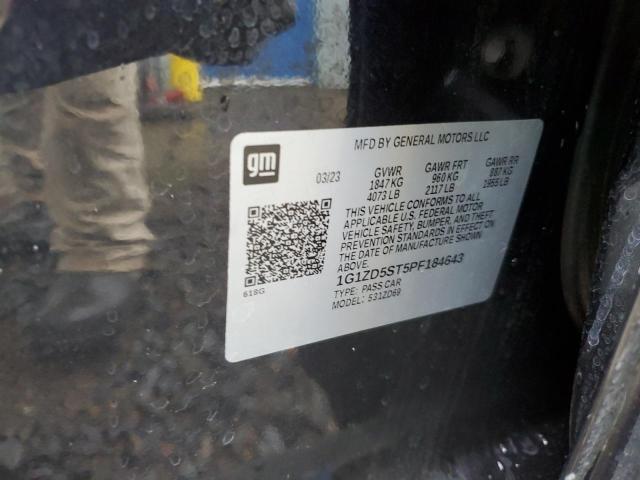 MFD BY GENERAL MOTORS LLC
gm
03/23
GVWR
1847 KG
4073 LB
GAWR FRT
960 KG
2117 LB
GAWR RR
887 KG
1955 LB
THIS VEHICLE CONFORMS TO ALL
APPLICABLE U.S. FEDERAL MOTOR
VEHICLE SAFETY, BUMPER, AND THEFT
PREVENTION STANDARDS IN EFFECT ON
THE DATE OF MANUFACTURE SHOWN
ABOVE.
1G1ZD5ST5PF184643
TYPE: PASS CAR
MODEL: 531ZD69
618G